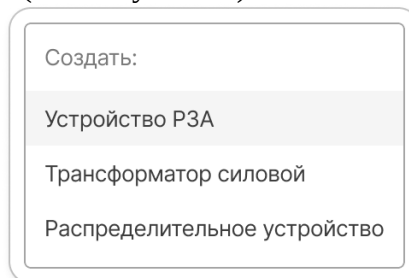 Создать:
Устройство РЗА
Трансформатор силовой
Распределительное устройство